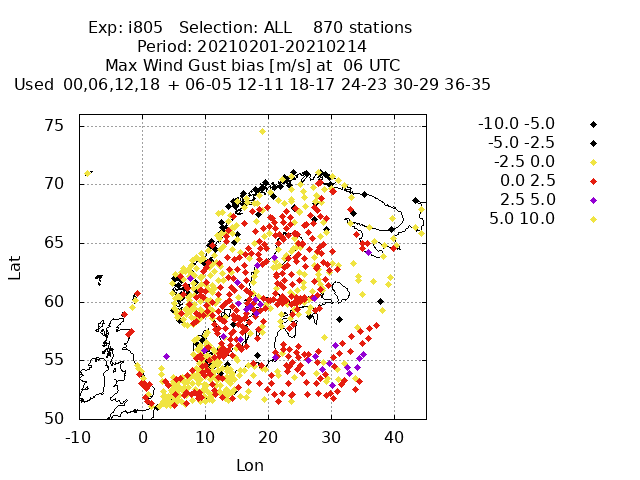 Exp: i805   Selection: ALL    870 stations
Period: 20210201-20210214
Max Wind Gust bias [m/s] at  06 UTC
Used  00,06,12,18  + 06-05 12-11 18-17 24-23 30-29 36-35
-10.0 -5.0
-5.0 -2.5
-2.5 0.0
0.0 2.5
2.5 5.0
5.0 10.0
75
70
65
60
55
50
Lat
-10 0 10 20 30 40
Lon